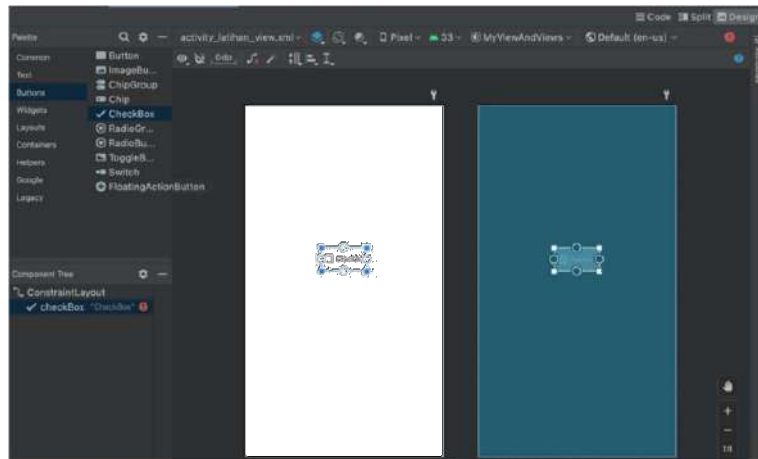 Code Split Design
Palette activity_latihan_view.xml Pixel 33 MyViewAndViews Default (en-us)
Common Button
Text ImageBu...
Buttons ChipGroup
Widgets Chip
Layouts CheckBox
Containers RadioGr...
Helpers RadioBu...
Google ToggleB...
Legacy Switch
FloatingActionButton
Component Tree
ConstraintLayout
checkBox "CheckBox"